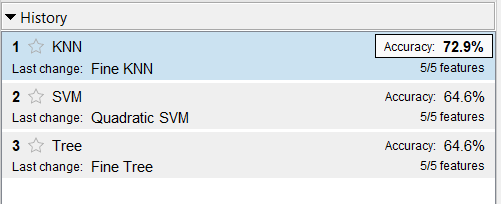 History
1 KNN Accuracy: 72.9%
Last change: Fine KNN 5/5 features
2 SVM Accuracy: 64.6%
Last change: Quadratic SVM 5/5 features
3 Tree Accuracy: 64.6%
Last change: Fine Tree 5/5 features